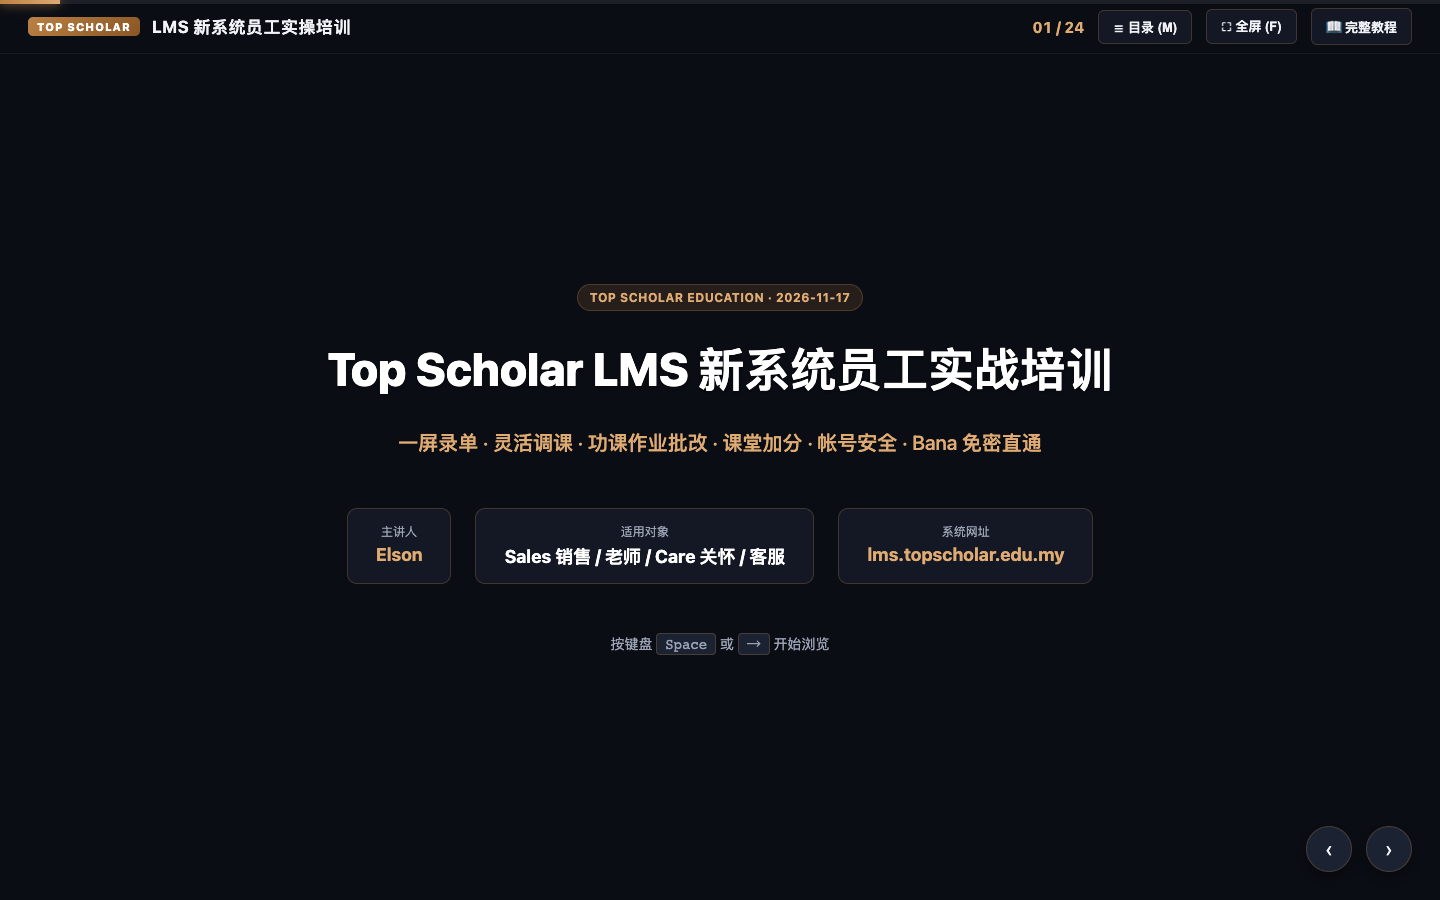 TOP SCHOLAR LMS 新系统员工实操培训 01 / 24 ≡ 目录 (M) ⛶ 全屏 (F) 📖 完整教程
TOP SCHOLAR EDUCATION · 2026-11-17
Top Scholar LMS 新系统员工实战培训
一屏录单 · 灵活调课 · 功课作业批改 · 课堂加分 · 帐号安全 · Bana 免密直通
主讲人
Elson
适用对象
Sales 销售 / 老师 / Care 关怀 / 客服
系统网址
lms.topscholar.edu.my
按键盘 Space 或 → 开始浏览
‹ ›